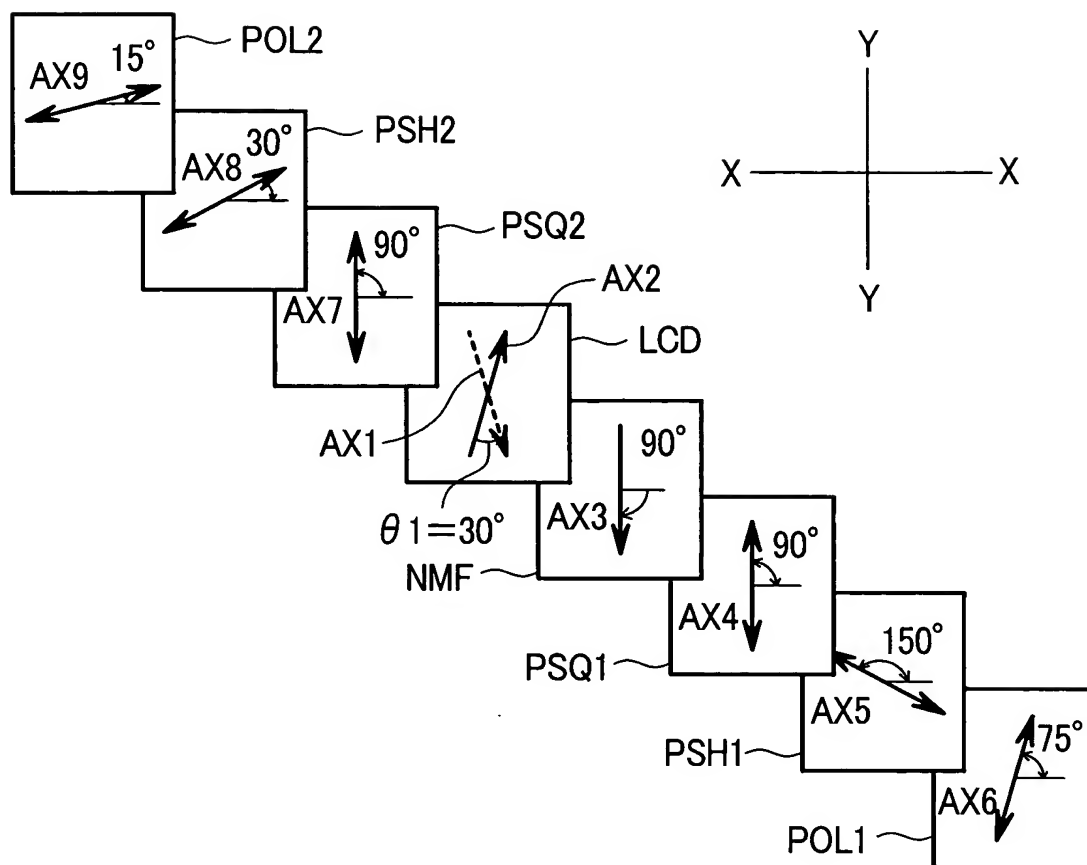 POL2
15°
AX9
PSH2
30°
AX8
PSQ2
90°
AX7
AX2
LCD
AX1
θ1=30°
90°
AX3
NMF
90°
AX4
PSQ1
150°
AX5
PSH1
75°
AX6
POL1
Y
X
X
Y